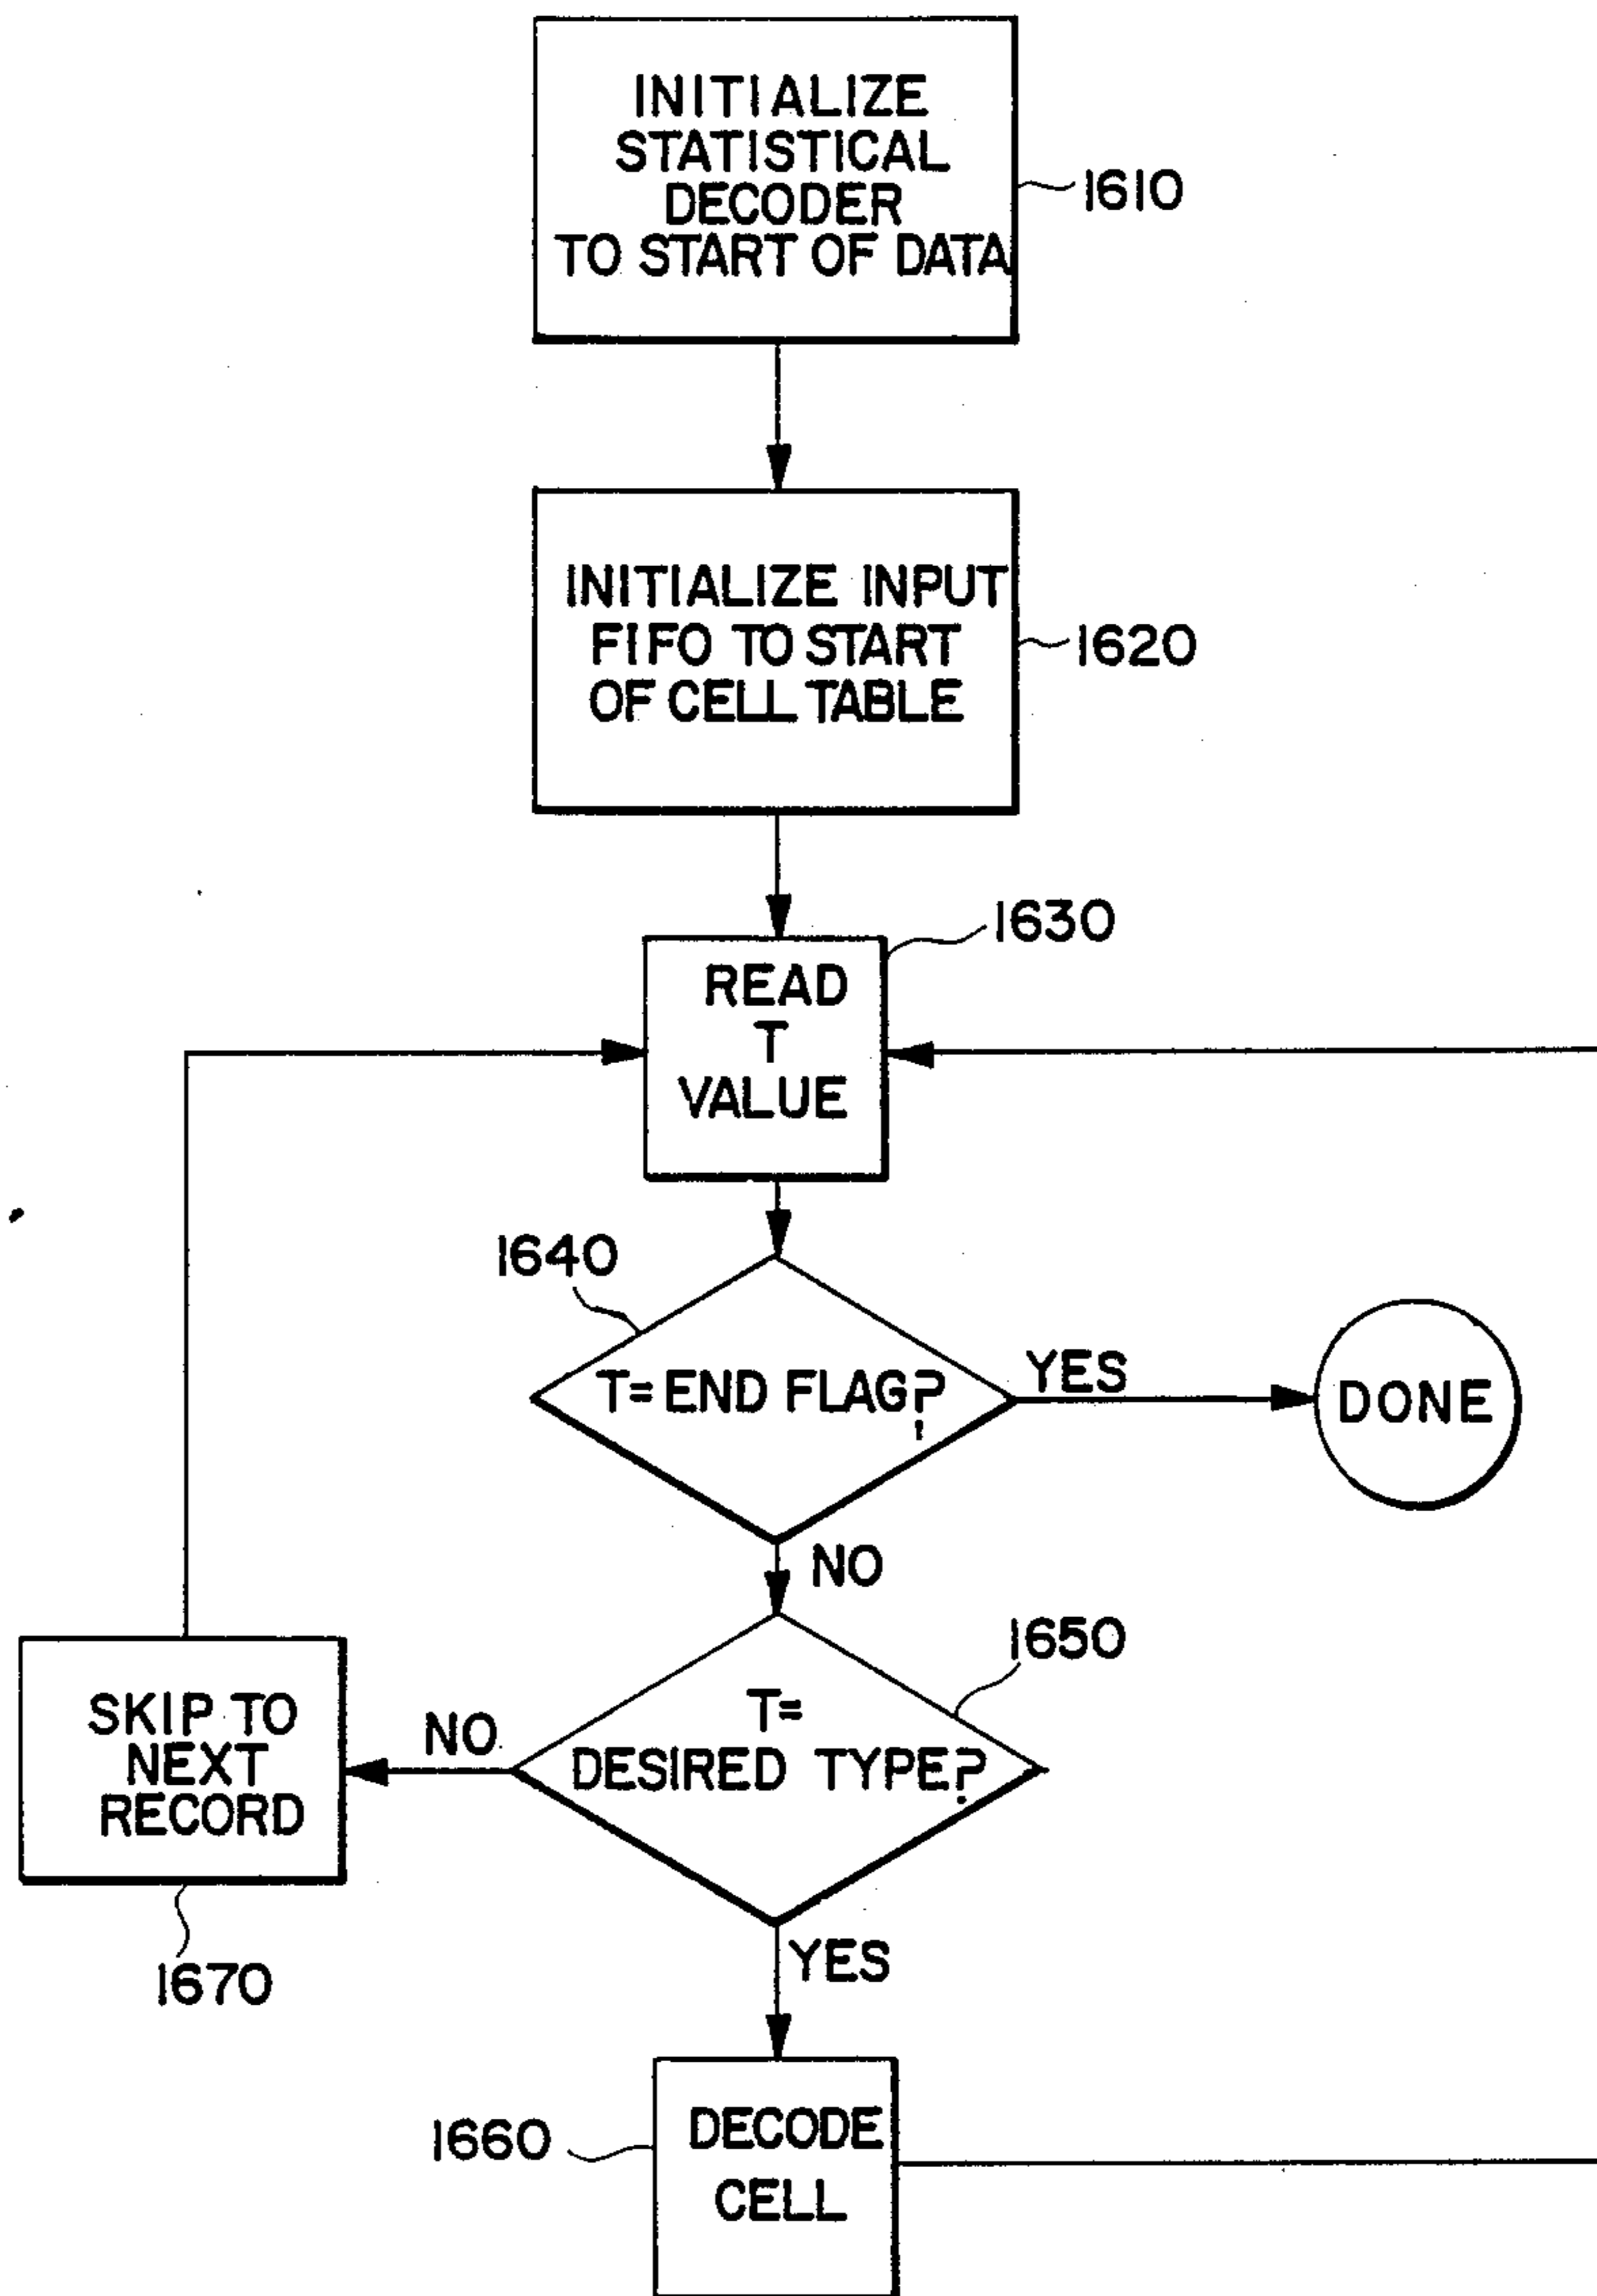 INITIALIZE
STATISTICAL
DECODER
TO START OF DATA
1610
INITIALIZE INPUT
FIFO TO START
OF CELL TABLE
1620
1630
READ
T
VALUE
1640
T= END FLAG?
YES
DONE
NO
1650
T=
DESIRED TYPE?
NO
SKIP TO
NEXT
RECORD
1670
YES
1660
DECODE
CELL